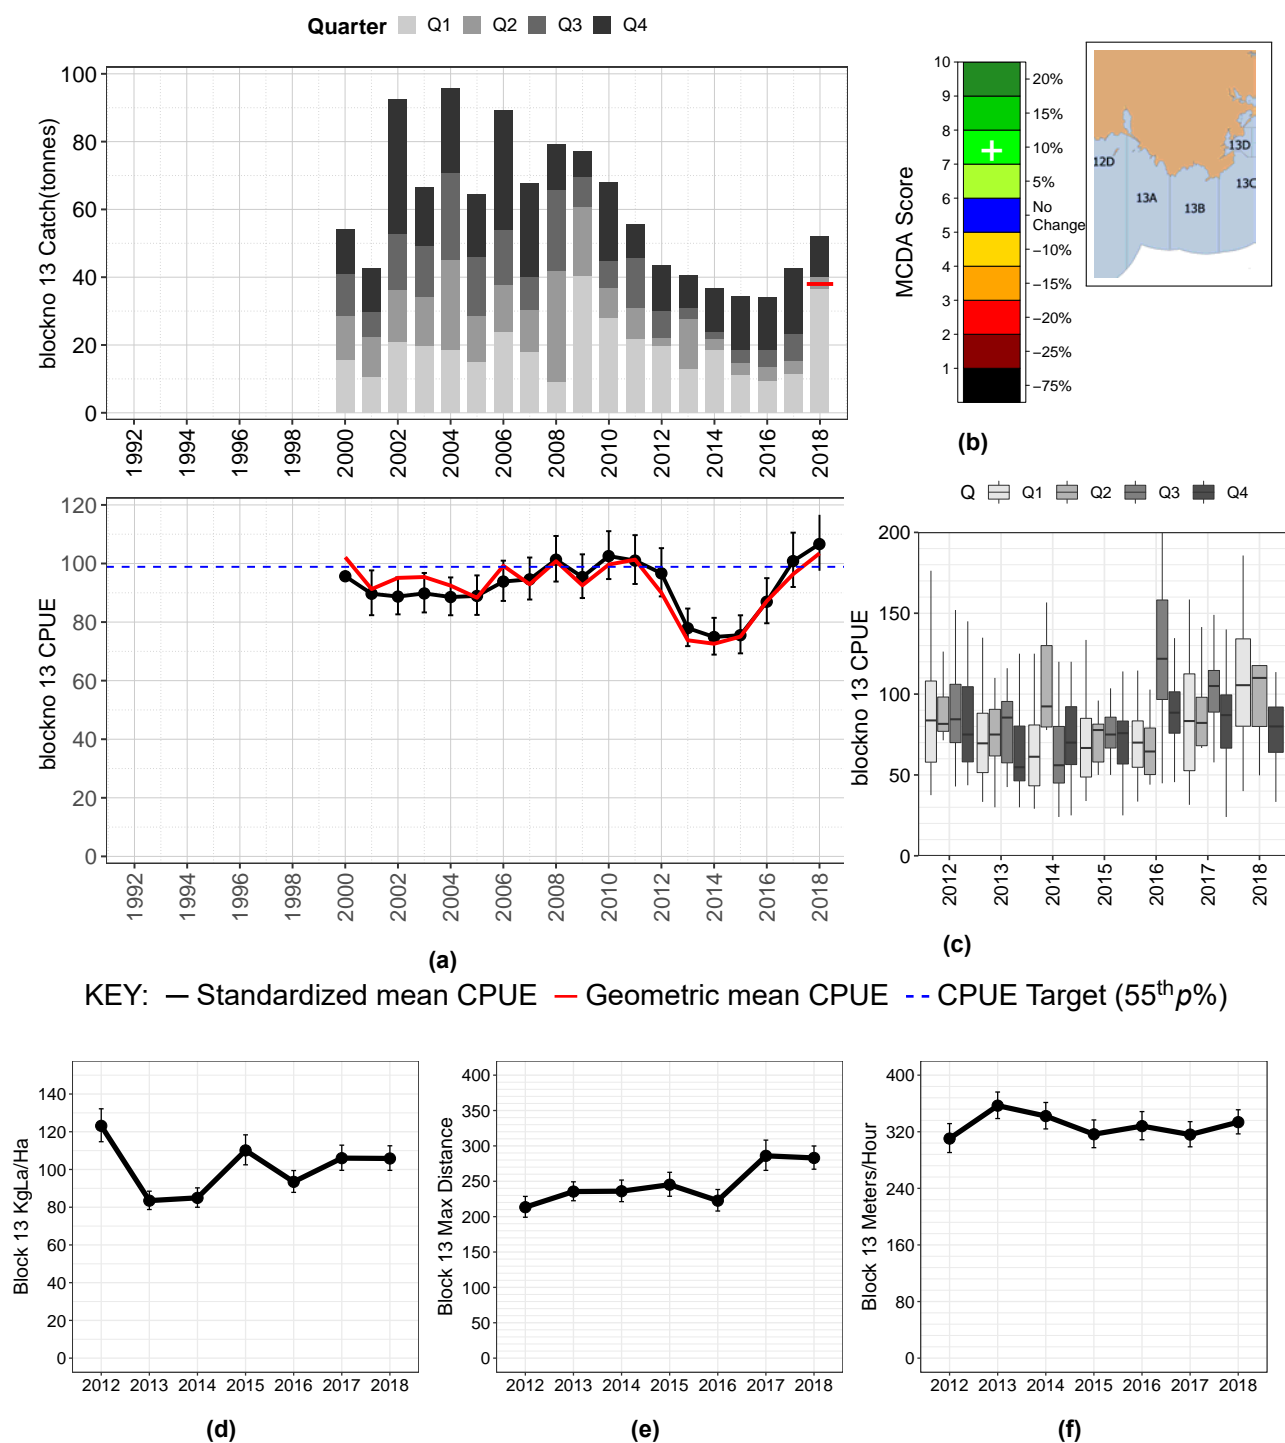 Quarter Q1 Q2 Q3 Q4
blockno 13 Catch(tonnes)
100
80
60
40
20
0
1992 1994 1996 1998 2000 2002 2004 2006 2008 2010 2012 2014 2016 2018
MCDA Score
10
9
8
7
6
5
4
3
2
1
20%
15%
10%
5%
No
Change
−10%
−15%
−20%
−25%
−75%
(b)
12D
13A
13B
13D
13C
blockno 13 CPUE
120
100
80
60
40
20
0
1992 1994 1996 1998 2000 2002 2004 2006 2008 2010 2012 2014 2016 2018
(a)
Q Q1 Q2 Q3 Q4
blockno 13 CPUE
200
150
100
50
0
2012 2013 2014 2015 2016 2017 2018
(c)
KEY: Standardized mean CPUE Geometric mean CPUE CPUE Target (55th p%)
Block 13 KgLa/Ha
140
120
100
80
60
40
20
0
2012 2013 2014 2015 2016 2017 2018
(d)
Block 13 Max Distance
400
350
300
250
200
150
100
50
0
2012 2013 2014 2015 2016 2017 2018
(e)
Block 13 Meters/Hour
400
320
240
160
80
0
2012 2013 2014 2015 2016 2017 2018
(f)